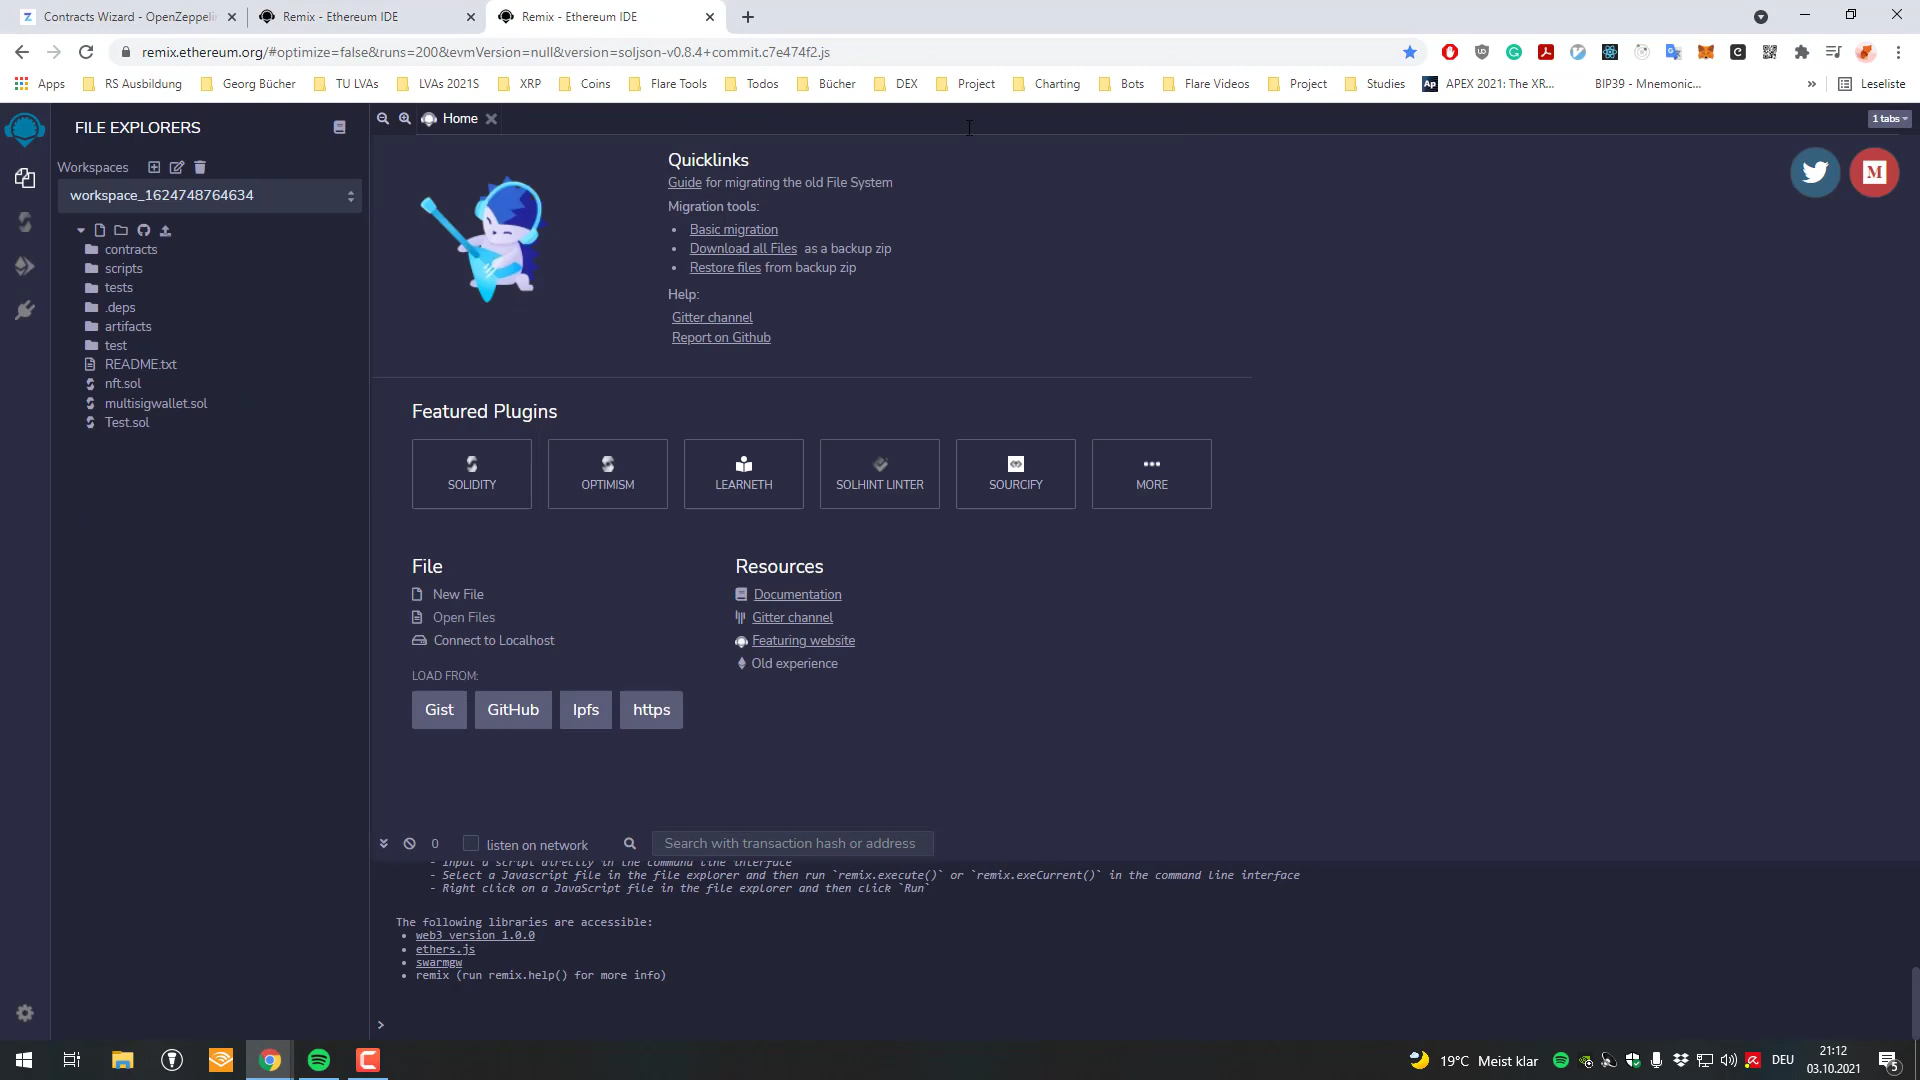 Contracts Wizard - OpenZeppelin
Remix - Ethereum IDE
Remix - Ethereum IDE
remix.ethereum.org/#optimize=false&runs=200&evmVersion=null&version=soljson-v0.8.4+commit.c7e474f2.js
Apps
RS Ausbildung
Georg Bücher
TU LVAs
LVAs 2021S
XRP
Coins
Flare Tools
Todos
Bücher
DEX
Project
Charting
Bots
Flare Videos
Project
Studies
Ap APEX 2021: The XR...
BIP39 - Mnemonic...
»
Leseliste
FILE EXPLORERS
Home
1 tabs
Workspaces
workspace_1624748764634
contracts
scripts
tests
.deps
artifacts
test
README.txt
nft.sol
multisigwallet.sol
Test.sol
Quicklinks
Guide for migrating the old File System
Migration tools:
• Basic migration
• Download all Files as a backup zip
• Restore files from backup zip
Help:
Gitter channel
Report on Github
M
Featured Plugins
SOLIDITY
OPTIMISM
LEARNETH
SOLHINT LINTER
SOURCIFY
MORE
File
New File
Open Files
Connect to Localhost
LOAD FROM:
Gist
GitHub
Ipfs
https
Resources
Documentation
Gitter channel
Featuring website
Old experience
0
listen on network
Search with transaction hash or address
- Input a script directly in the command line interface
- Select a Javascript file in the file explorer and then run `remix.execute()` or `remix.exeCurrent()` in the command line interface
- Right click on a JavaScript file in the file explorer and then click `Run`
The following libraries are accessible:
• web3 version 1.0.0
• ethers.js
• swarmgw
• remix (run remix.help() for more info)
>
19°C Meist klar
DEU
21:12
03.10.2021
5